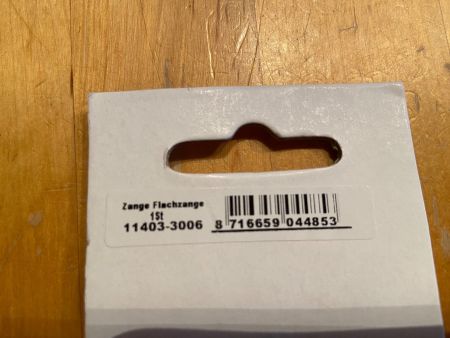 Zange Flachzange
1St
11403-3006
8 716659 044853